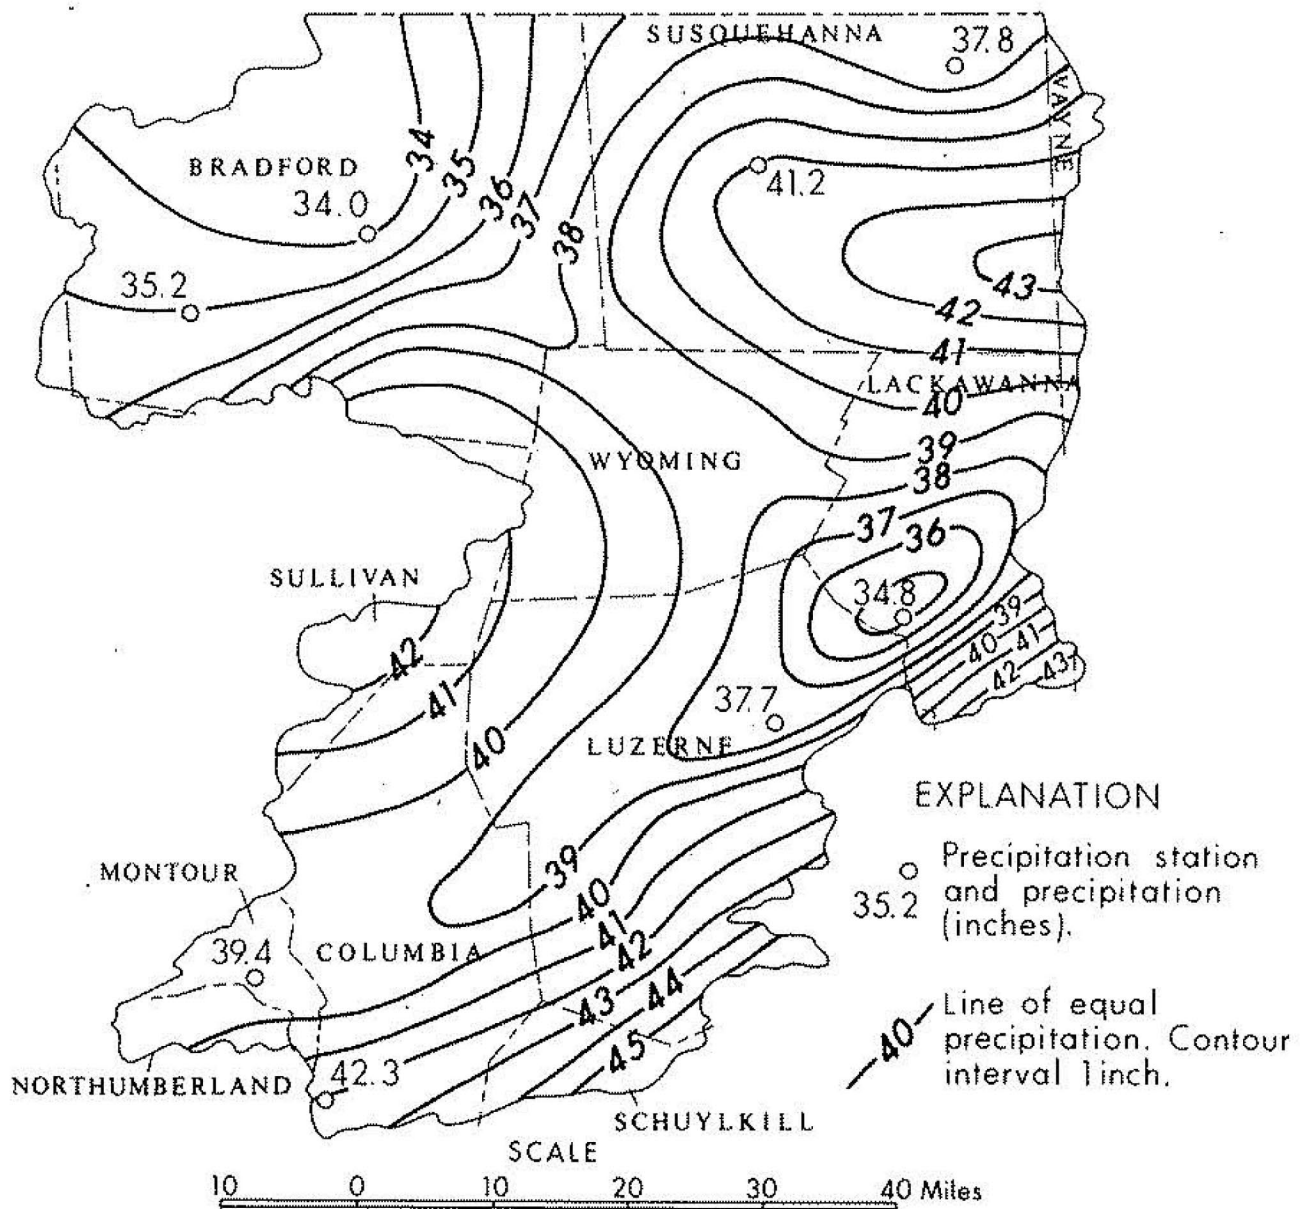 SUSQUEHANNA
37.8
WAYNE
BRADFORD
34
35
36
37
38
34.0
41.2
35.2
43
42
41
LACKAWANNA
40
39
WYOMING
38
37
36
SULLIVAN
34.8
39
40
41
42
43
42
41
37.7
40
LUZERNE
EXPLANATION
Precipitation station
35.2 and precipitation
(inches).
39
MONTOUR
40
41
39.4
COLUMBIA
42
44
43
Line of equal
40 precipitation. Contour
interval 1inch.
45
NORTHUMBERLAND
42.3
SCHUYLKILL
SCALE
10 0 10 20 30 40 Miles